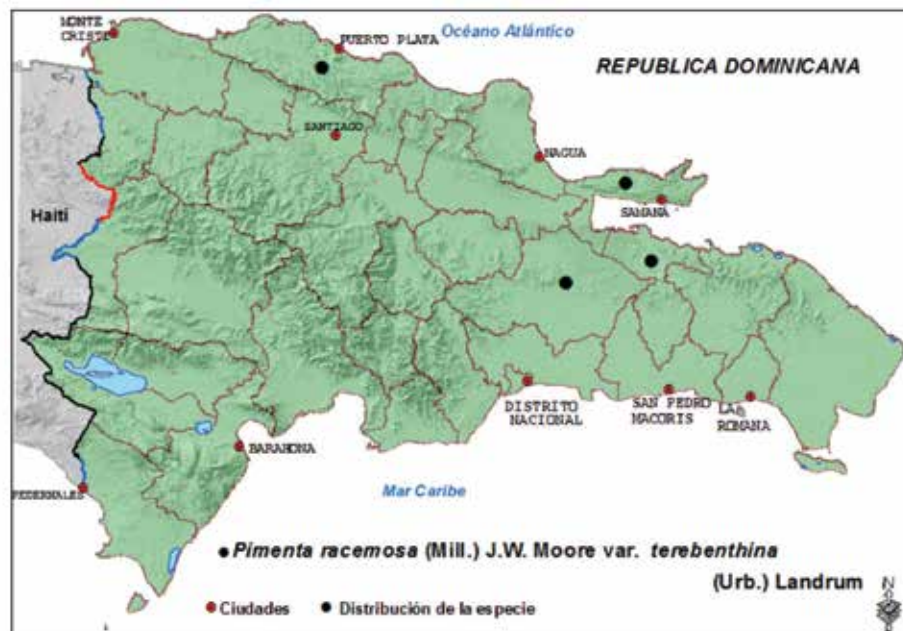 MONTE
CRISTI
PUERTO PLATA
Océano Atlántico
REPUBLICA DOMINICANA
SANTIAGO
NAGUA
SAMANA
Haití
DISTRITO
NACIONAL
SAN PEDRO
MACORIS
LA
ROMANA
BARAHONA
PEDERNALES
Mar Caribe
Pimenta racemosa (Mill.) J.W. Moore var. terebenthina
(Urb.) Landrum
Ciudades
Distribución de la especie